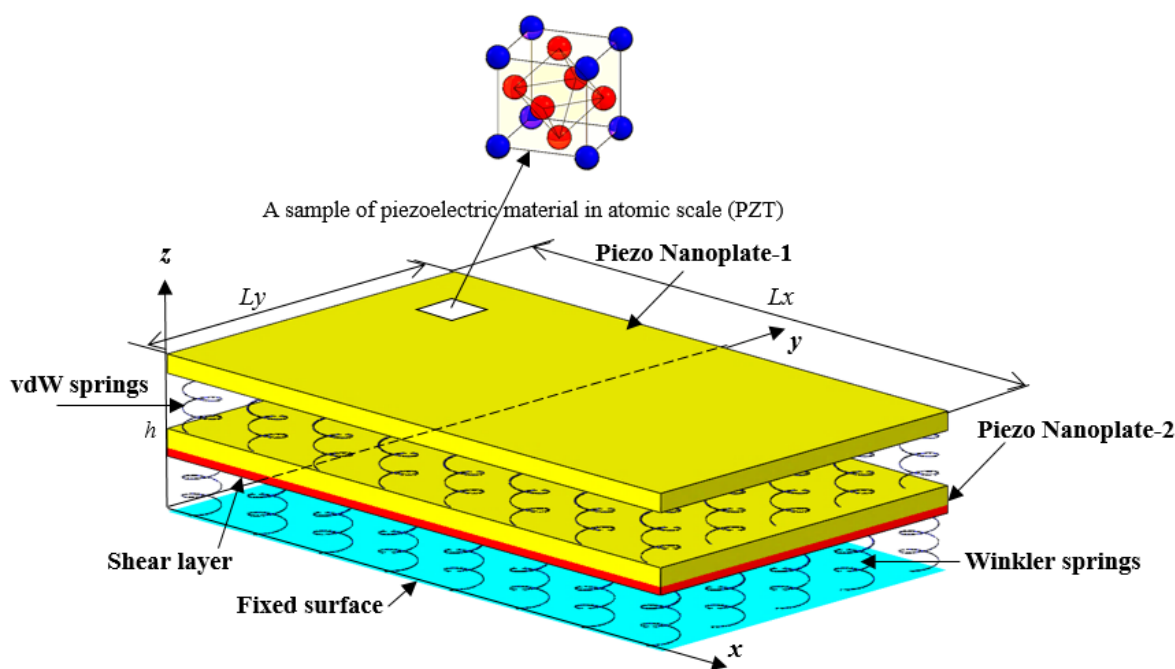 A sample of piezoelectric material in atomic scale (PZT)
z
Piezo Nanoplate-1
Ly
Lx
y
vdW springs
h
Piezo Nanoplate-2
Shear layer
Winkler springs
Fixed surface
x